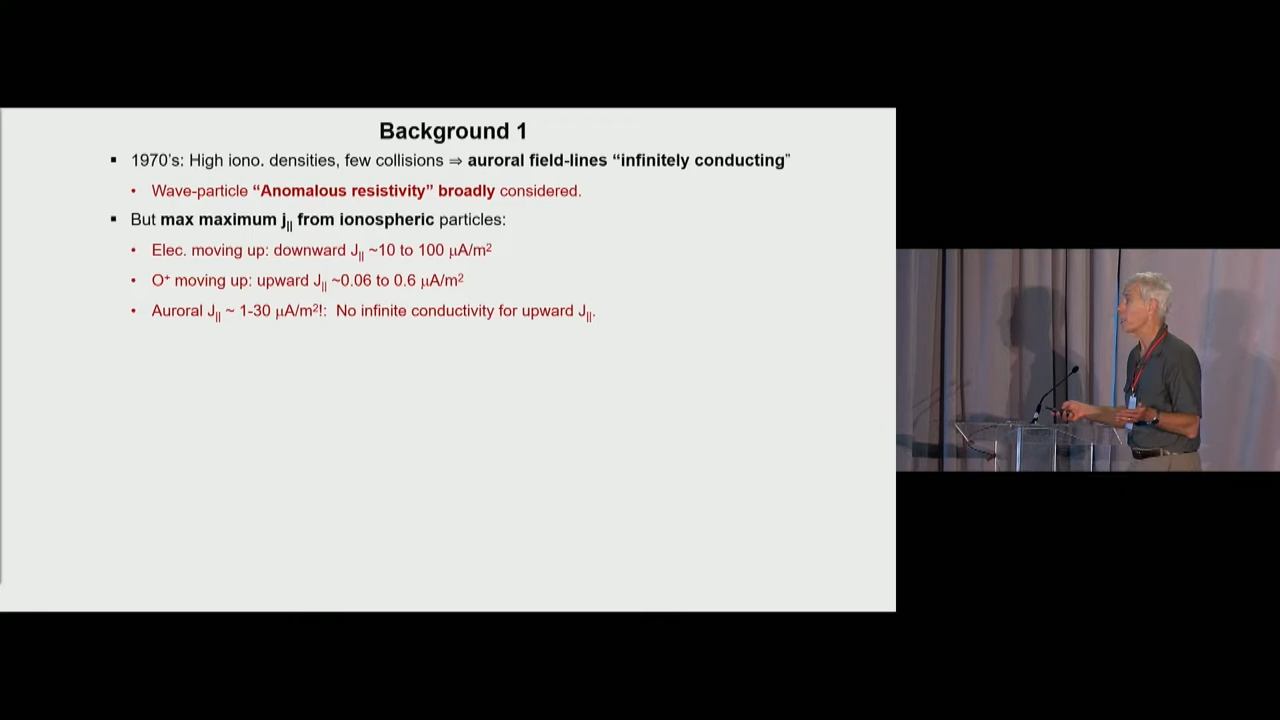 Background 1
▪ 1970's: High iono. densities, few collisions ⇒ auroral field-lines “infinitely conducting”
• Wave-particle “Anomalous resistivity” broadly considered.
▪ But max maximum j|| from ionospheric particles:
• Elec. moving up: downward J|| ~10 to 100 μA/m²
• O⁺ moving up: upward J|| ~0.06 to 0.6 μA/m²
• Auroral J|| ~ 1-30 μA/m²!: No infinite conductivity for upward J||.